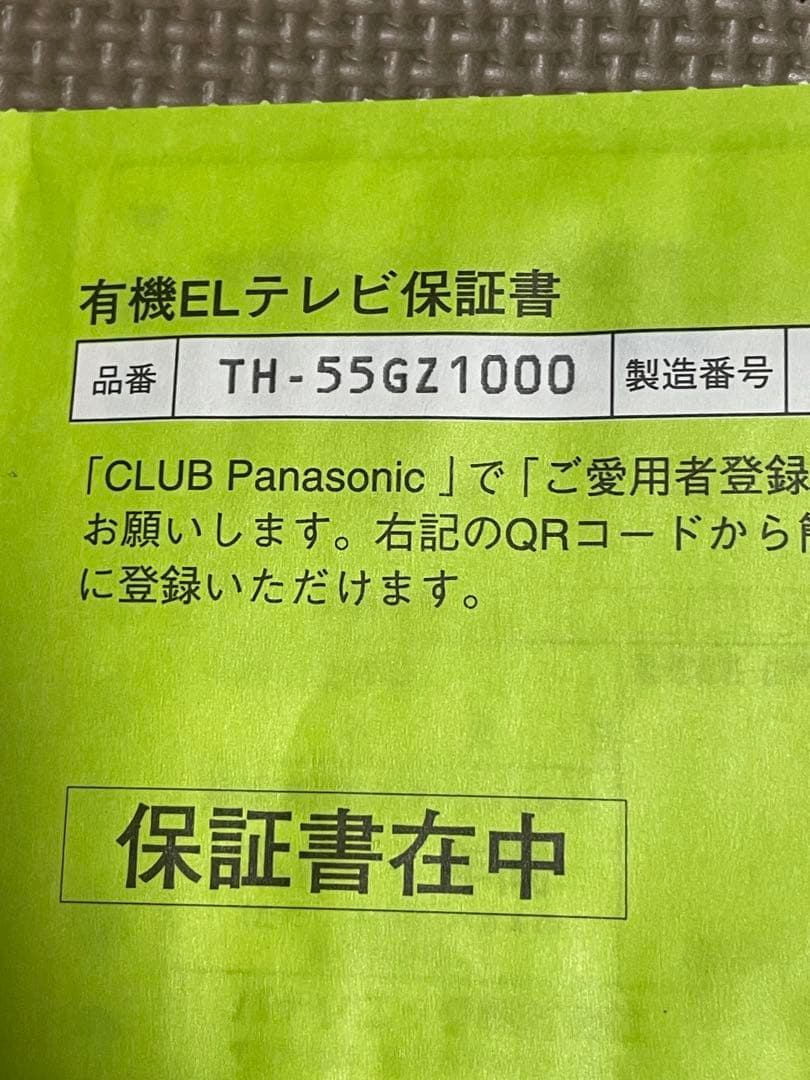 有機ELテレビ保証書
品番 TH-55GZ1000 製造番号
「CLUB Panasonic 」で「ご愛用者登録
お願いします。右記のQRコードから
に登録いただけます。
保証書在中